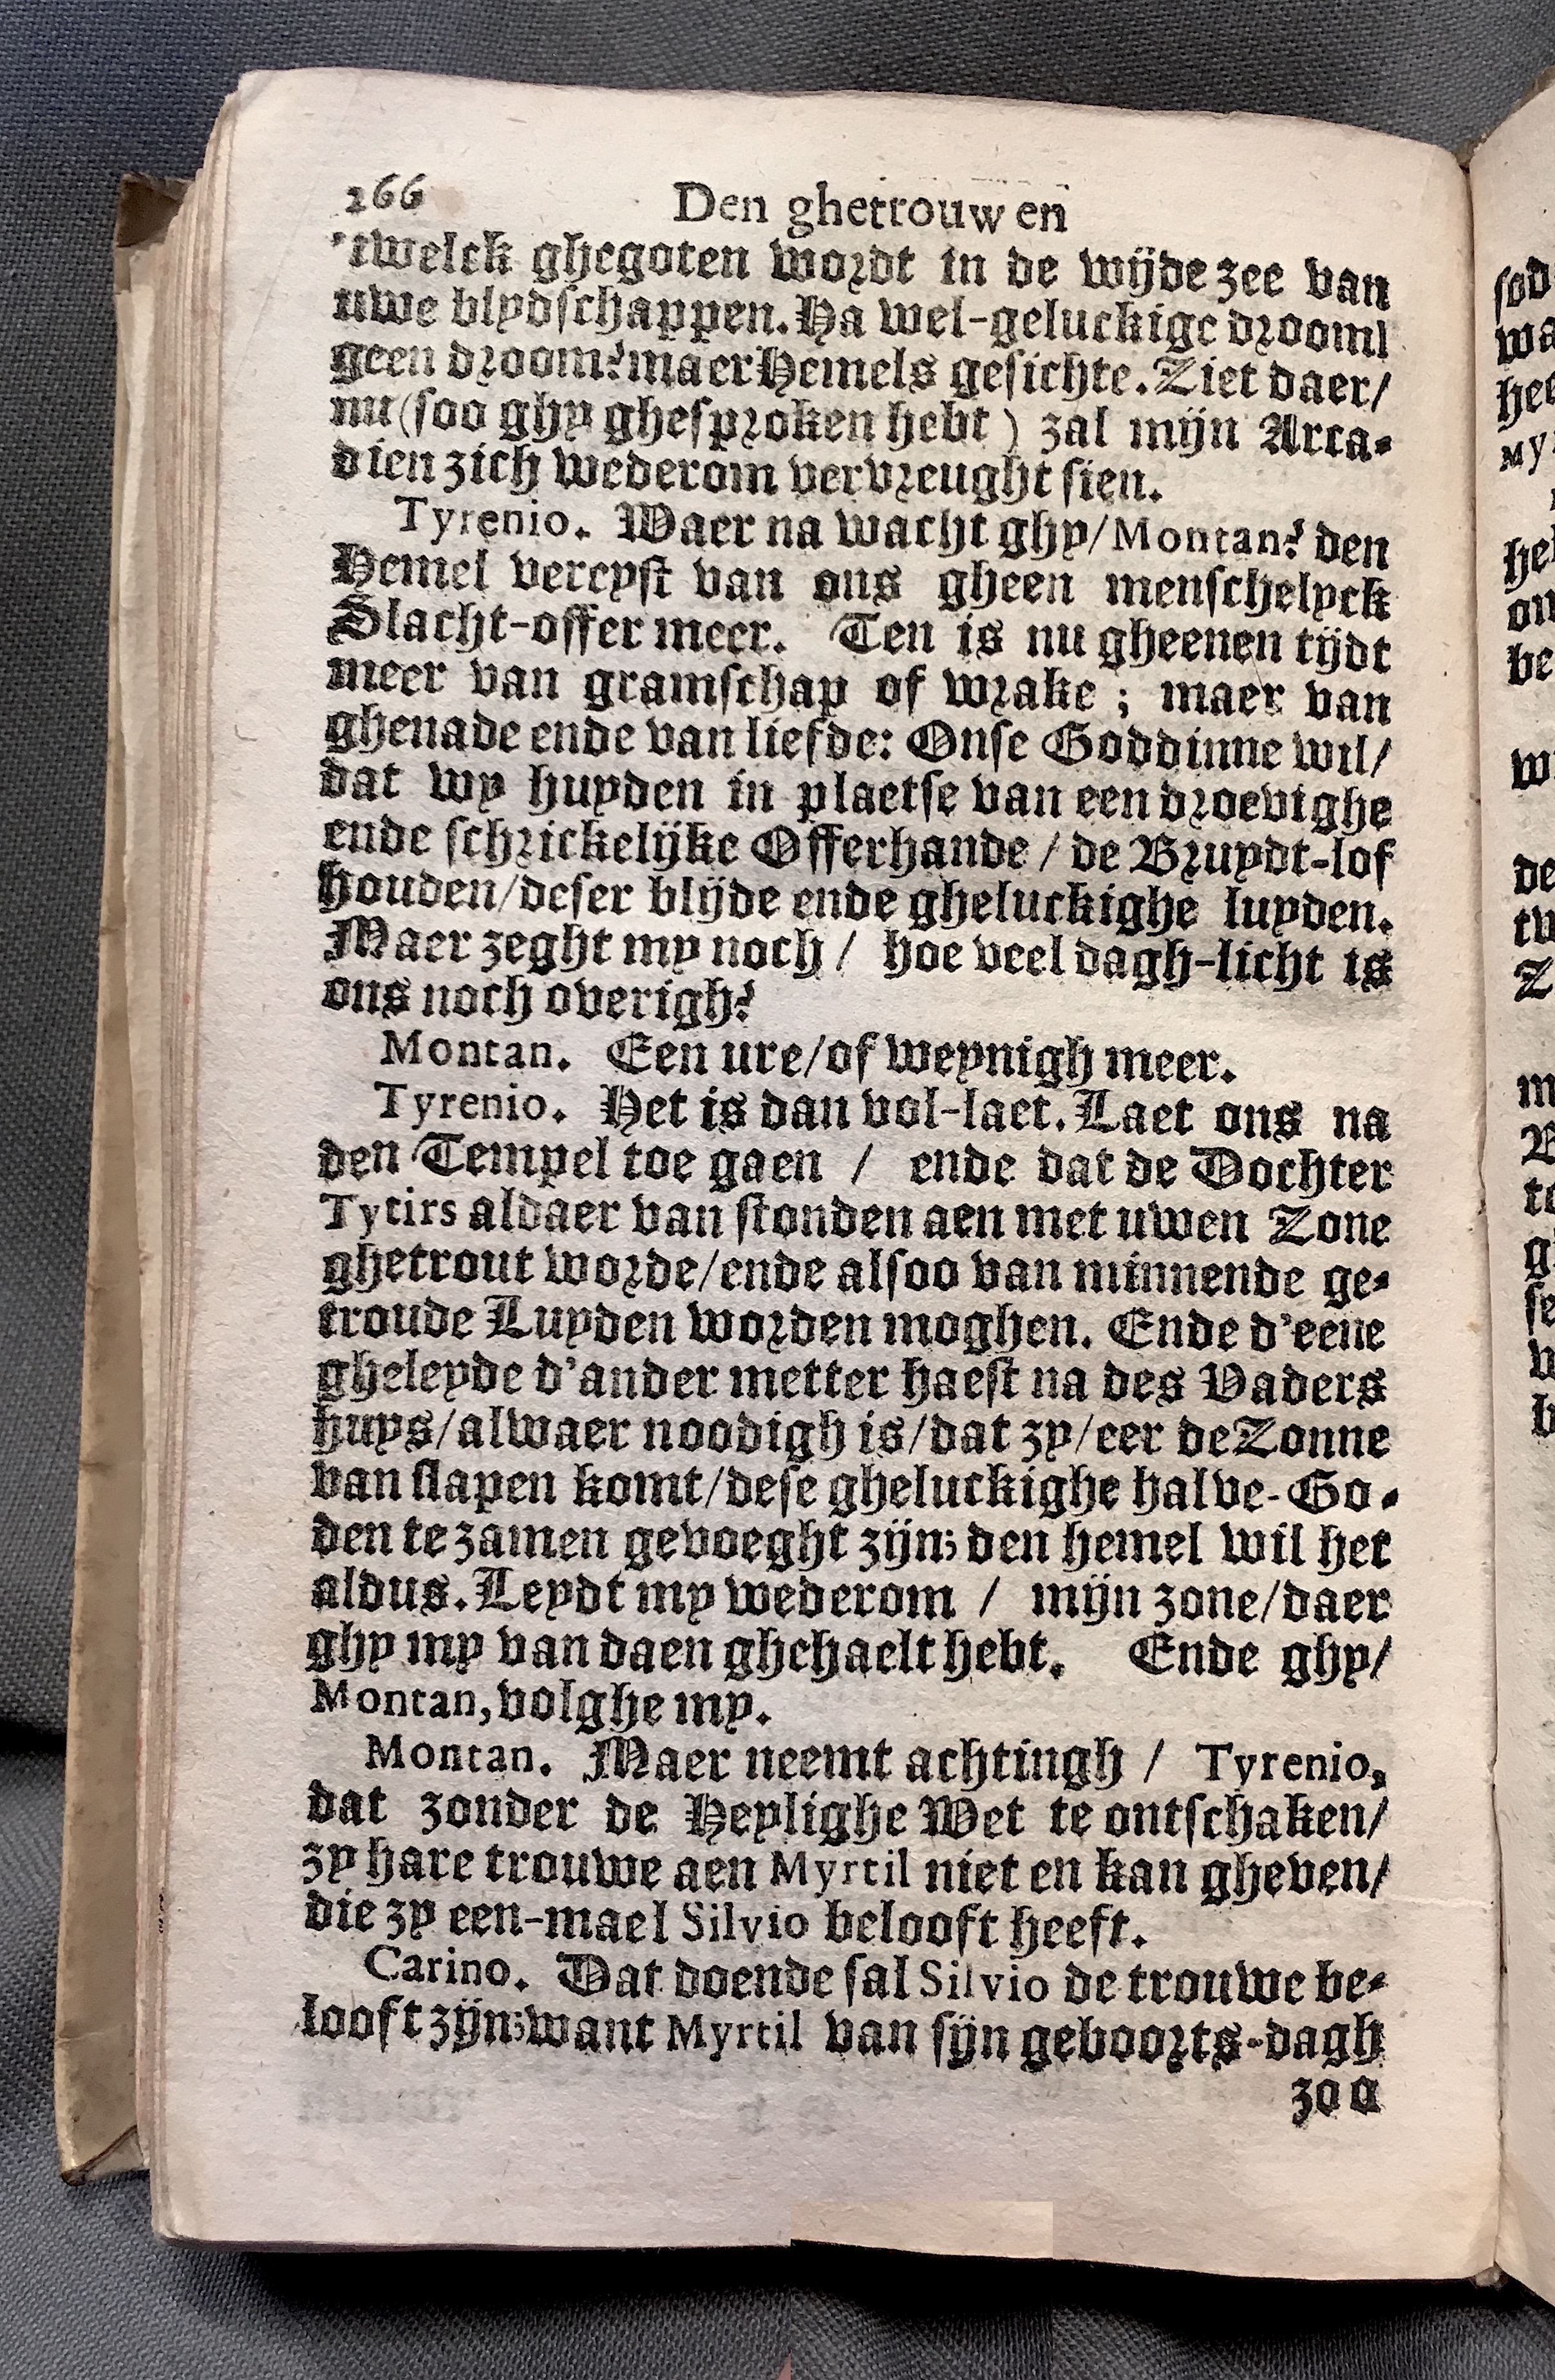 266 Den ghetrouwen
'twelck ghegoten wordt in de wijde zee van
uwe blydschappen. Ha wel-geluckige droom!
geen droom? maer Hemels gesichte. Ziet daer/
nu (soo ghy ghesproken hebt) zal mijn Arca-
dien zich wederom vervreught sien.
Tyrenio. Waer na wacht ghy/ Montan? den
Hemel vereyst van ons gheen menschelyck
Slacht-offer meer. Ten is nu gheenen tijdt
meer van gramschap of wrake; maer van
ghenade ende van liefde: Onse Goddinne wil/
dat wy huyden in plaetse van een droevighe
ende schrickelijke Offerhande / de Bruydt-lof
houden/deser blijde ende gheluckighe luyden.
Maer zeght my noch / hoe veel dagh-licht is
ons noch overigh?
Montan. Een ure/of weynigh meer.
Tyrenio. Het is dan vol-laet. Laet ons na
den Tempel toe gaen / ende dat de Dochter
Tytirs aldaer van stonden aen met uwen Zone
ghetrout worde/ende alsoo van minnende ge-
troude Luyden worden moghen. Ende d'eene
gheleyde d'ander metter haest na des Vaders
huys/alwaer noodigh is/dat zy/eer de Zonne
van slapen komt/dese gheluckighe halve-Go-
den te zamen gevoeght zijn; den hemel wil het
aldus. Leydt my wederom / mijn zone/daer
ghy my van daen ghehaelt hebt. Ende ghy/
Montan, volghe my.
Montan. Maer neemt achtingh / Tyrenio,
dat zonder de Heylighe Wet te ontschaken/
zy hare trouwe aen Myrtil niet en kan gheven/
die zy een-mael Silvio belooft heeft.
Carino. Dat doende sal Silvio de trouwe be-
looft zijn; want Myrtil van sijn geboorts-dagh
zoo